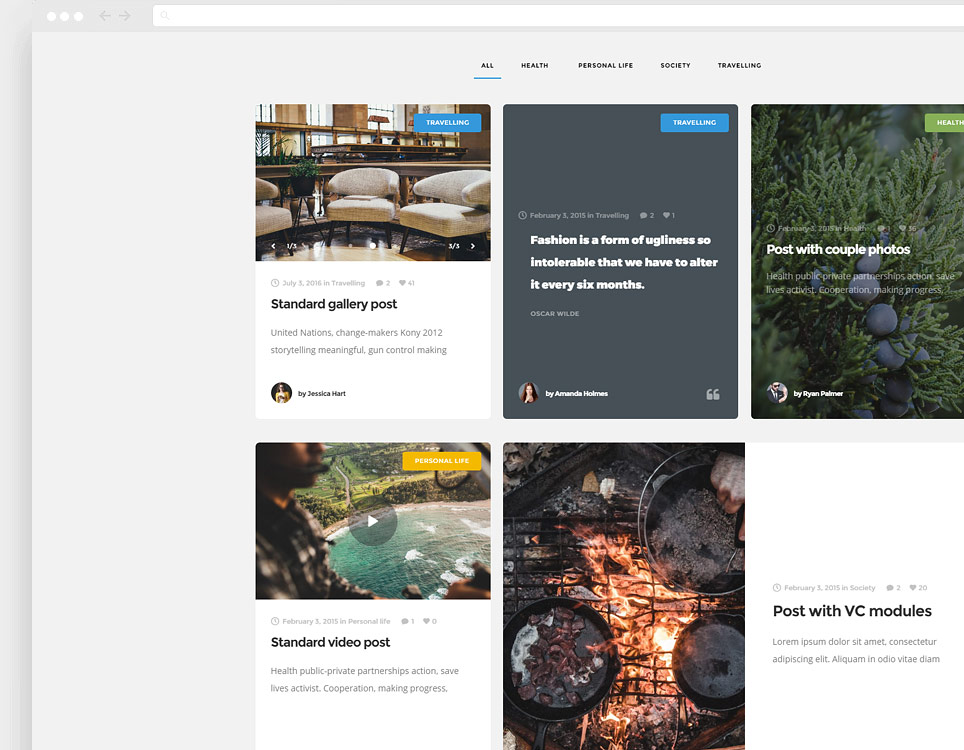 ALL HEALTH PERSONAL LIFE SOCIETY TRAVELLING
TRAVELLING
1/3 3/3
July 3, 2016 in Travelling 2 41
Standard gallery post
United Nations, change-makers Kony 2012
storytelling meaningful, gun control making
by Jessica Hart
TRAVELLING
February 3, 2015 in Travelling 2 1
Fashion is a form of ugliness so
intolerable that we have to alter
it every six months.
OSCAR WILDE
by Amanda Holmes
HEALTH
February 3, 2015 in Health 1 36
Post with couple photos
Health public-private partnerships action, save
lives activist. Cooperation, making progress,
by Ryan Palmer
PERSONAL LIFE
February 3, 2015 in Personal life 1 0
Standard video post
Health public-private partnerships action, save
lives activist. Cooperation, making progress,
February 3, 2015 in Society 2 20
Post with VC modules
Lorem ipsum dolor sit amet, consectetur
adipiscing elit. Aliquam in odio vitae diam